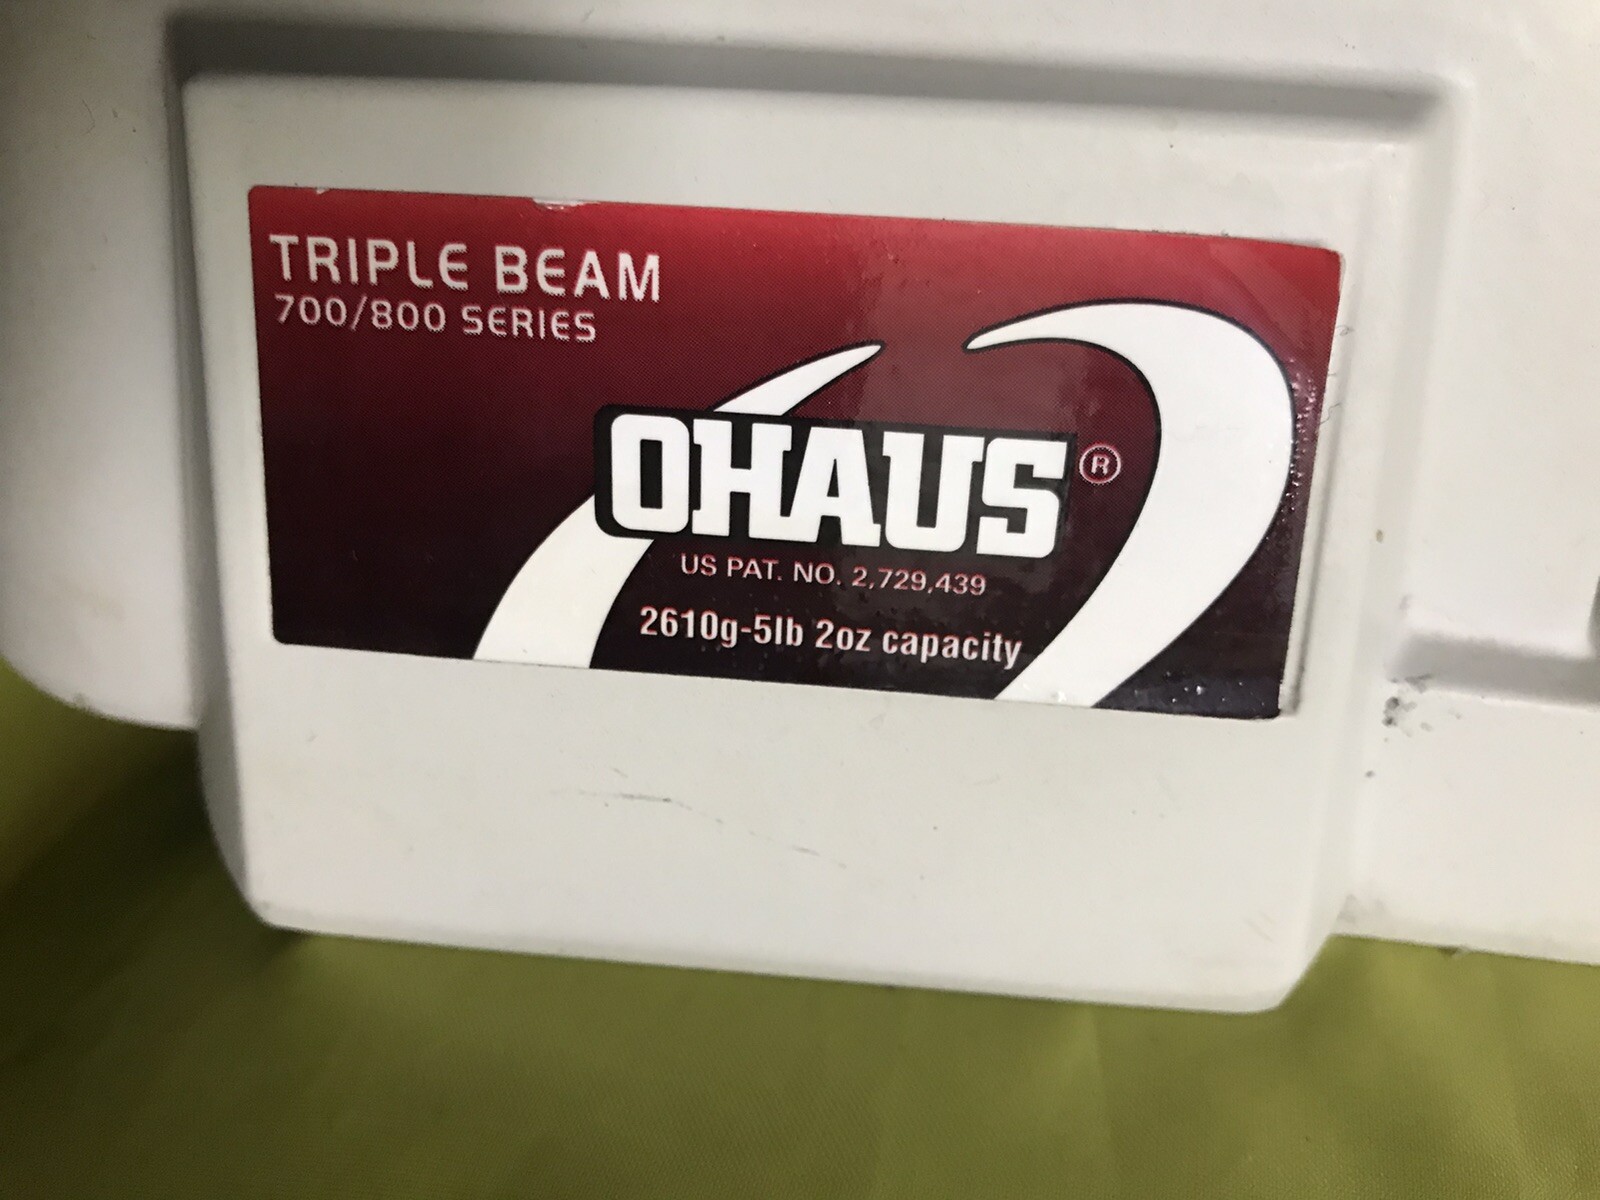 TRIPLE BEAM
700/800 SERIES
OHAUS®
US PAT. NO. 2,729,439
2610g-5lb 2oz capacity